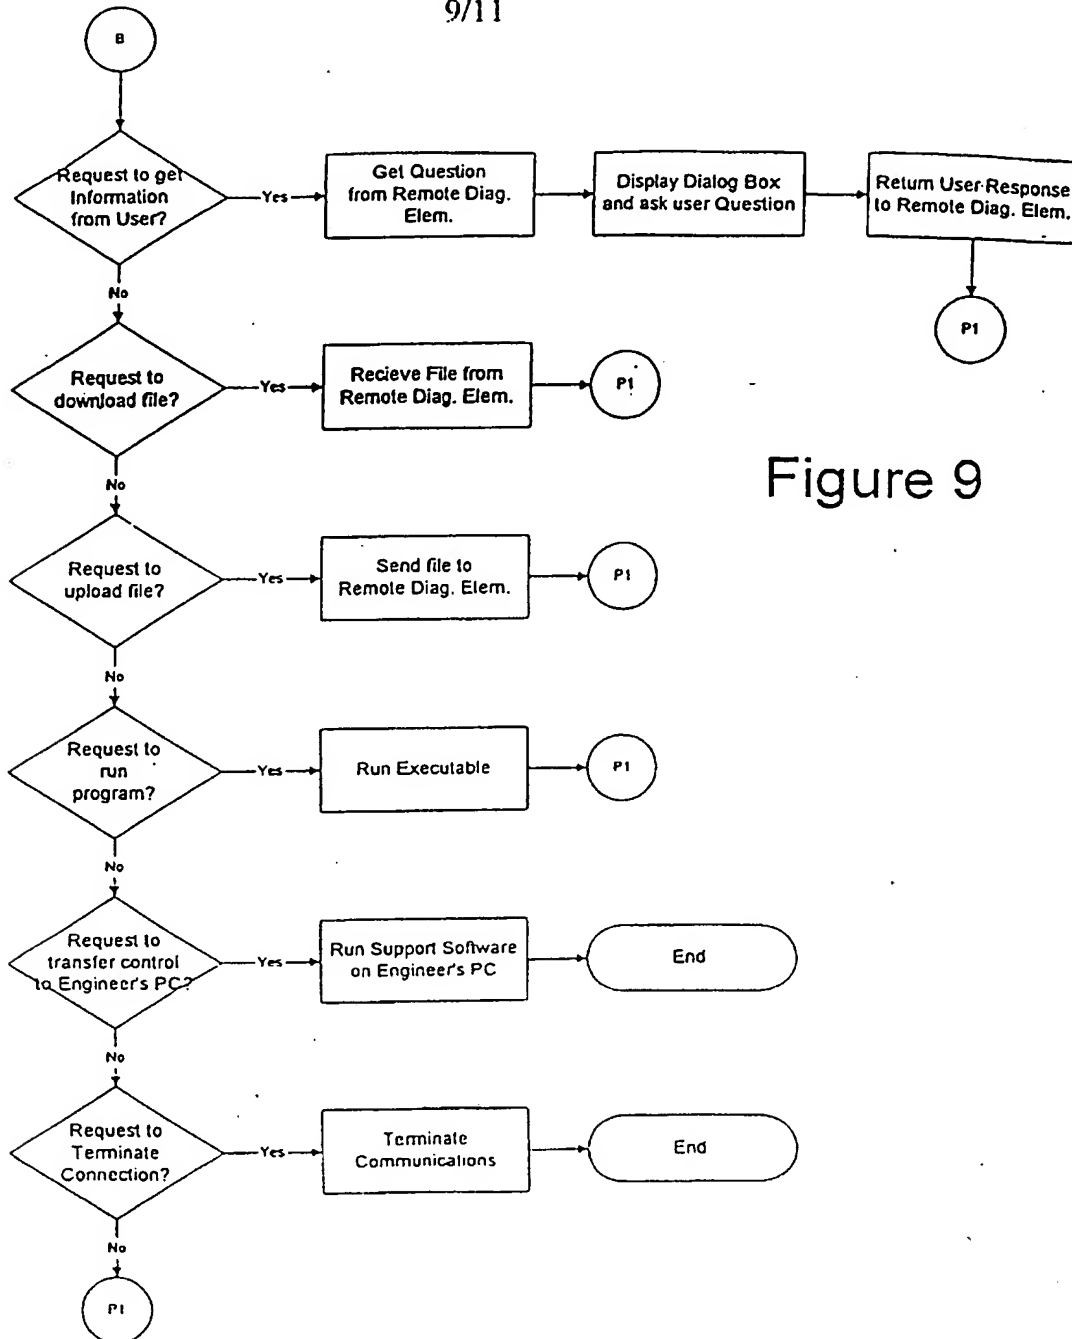 9/11
B
Request to get
Information
from User?
Yes
Get Question
from Remote Diag.
Elem.
Display Dialog Box
and ask user Question
Return User Response
to Remote Diag. Elem.
No
P1
Request to
download file?
Yes
Recieve File from
Remote Diag. Elem.
P1
Figure 9
No
Request to
upload file?
Yes
Send file to
Remote Diag. Elem.
P1
No
Request to
run
program?
Yes
Run Executable
P1
No
Request to
transfer control
to Engineer's PC?
Yes
Run Support Software
on Engineer's PC
End
No
Request to
Terminate
Connection?
Yes
Terminate
Communications
End
No
P1